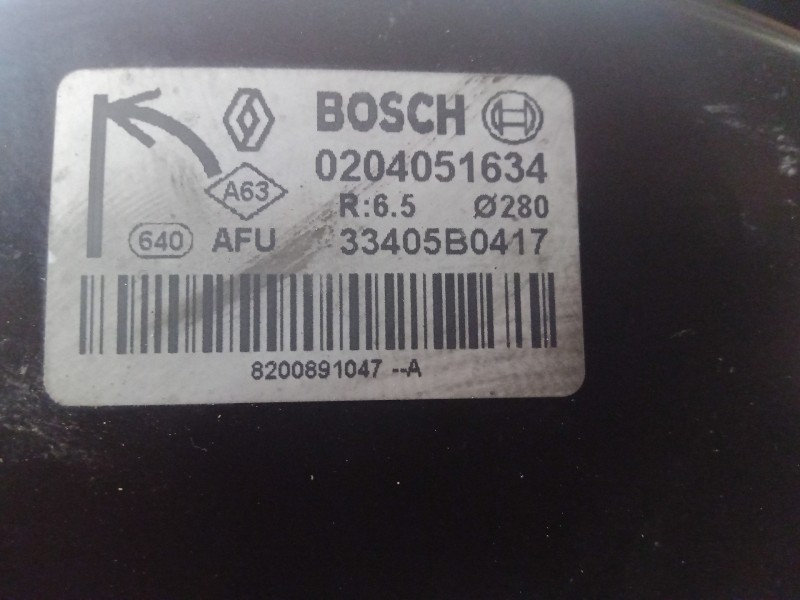 BOSCH
0204051634
A63
R:6.5 Ø280
640 AFU 33405B0417
8200891047 --A